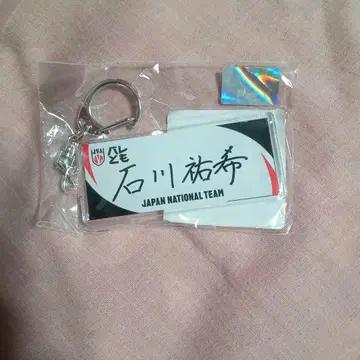 石川祐希
JAPAN NATIONAL TEAM